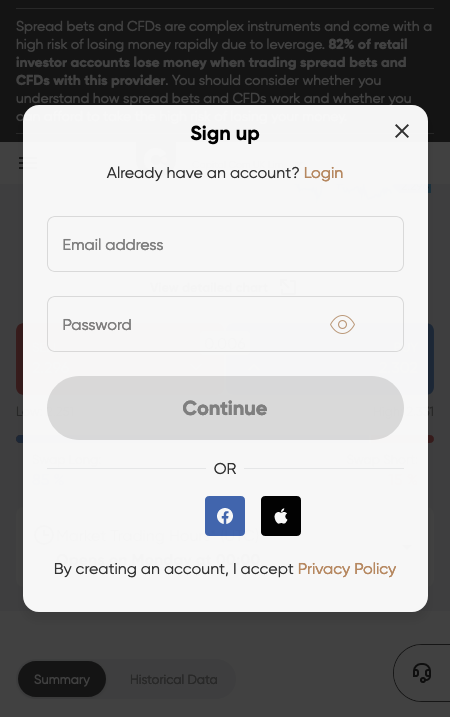 Spread bets and CFDs are complex instruments and come with a
high risk of losing money rapidly due to leverage. 82% of retail
investor accounts lose money when trading spread bets and
CFDs with this provider. You should consider whether you
understand how spread bets and CFDs work and whether you
Sign up
Already have an account? Login
Email address
Password
Continue
OR
By creating an account, I accept Privacy Policy
Summary
Historical Data